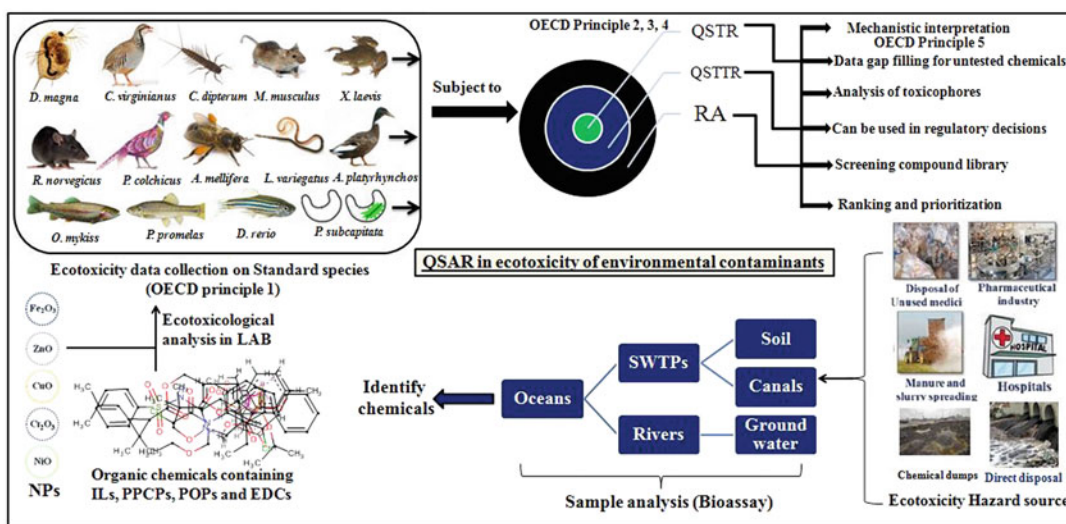 D. magna
C. virginianus
C. dipterum
M. musculus
X. laevis
R. norvegicus
P. colchicus
A. mellifera
L. variegatus
A. platyrhynchos
O. mykiss
P. promelas
D. rerio
P. subcapitata
Ecotoxicity data collection on Standard species
(OECD principle 1)
Subject to
OECD Principle 2, 3, 4
QSTR
QSTTR
RA
Mechanistic interpretation
OECD Principle 5
Data gap filling for untested chemicals
Analysis of toxicophores
Can be used in regulatory decisions
Screening compound library
Ranking and prioritization
QSAR in ecotoxicity of environmental contaminants
Fe2O3
ZnO
CuO
Cr2O3
NiO
NPs
Ecotoxicological
analysis in LAB
Organic chemicals containing
ILs, PPCPs, POPs and EDCs
Identify
chemicals
Oceans
SWTPs
Rivers
Soil
Canals
Ground
water
Sample analysis (Bioassay)
Disposal of
Unused medici
Pharmaceutical
industry
Manure and
slurry spreading
HOSPITAL
Hospitals
Chemical dumps
Direct disposal
Ecotoxicity Hazard source